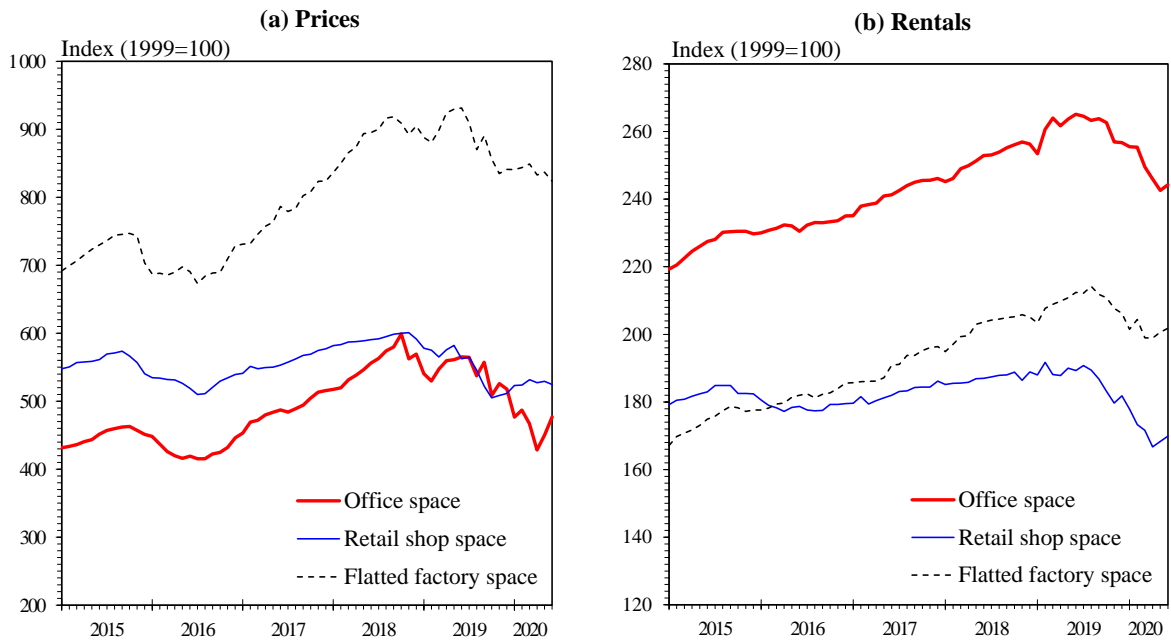 (a) Prices
Index (1999=100)
1 000
900
800
700
600
500
400
300
200
Office space
Retail shop space
Flatted factory space
2015 2016 2017 2018 2019 2020
(b) Rentals
Index (1999=100)
280
260
240
220
200
180
160
140
120
Office space
Retail shop space
Flatted factory space
2015 2016 2017 2018 2019 2020